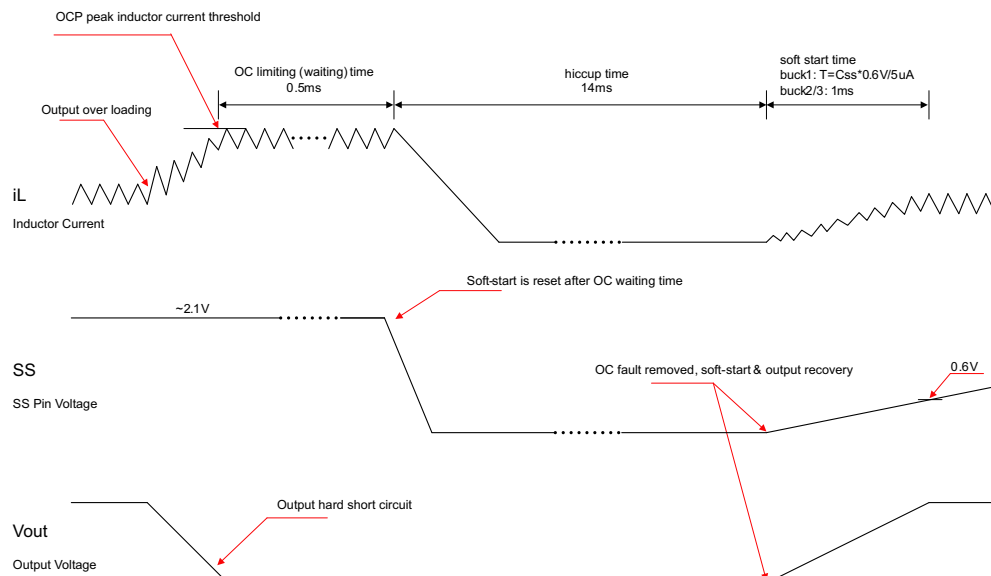 OCP peak inductor current threshold
OC limiting (waiting) time
0.5ms
hiccup time
14ms
soft start time
buck1: T=Css*0.6V/5uA
buck2/3: 1ms
Output over loading
iL
Inductor Current
Soft-start is reset after OC waiting time
~2.1V
SS
SS Pin Voltage
OC fault removed, soft-start & output recovery
0.6V
Output hard short circuit
Vout
Output Voltage